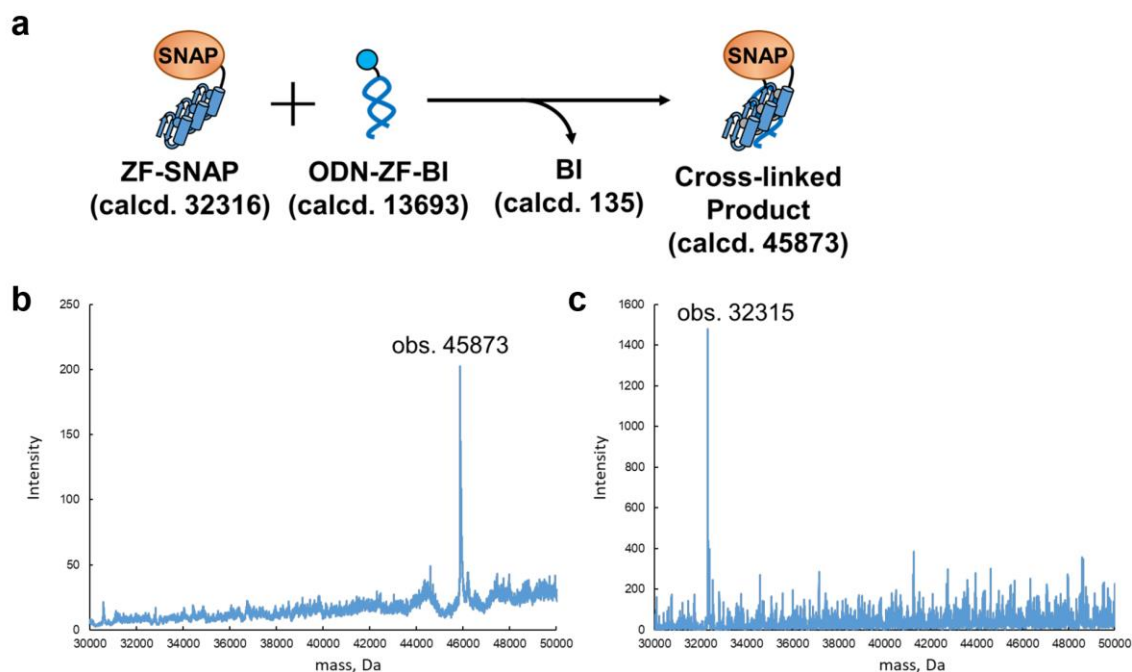 a
SNAP
SNAP
ZF-SNAP
(calcd. 32316)
ODN-ZF-BI
(calcd. 13693)
BI
(calcd. 135)
Cross-linked
Product
(calcd. 45873)
b
250
200
150
100
50
0
Intensity
obs. 45873
30000 32000 34000 36000 38000 40000 42000 44000 46000 48000 50000
mass, Da
c
1600
1400
1200
1000
800
600
400
200
0
Intensity
obs. 32315
30000 32000 34000 36000 38000 40000 42000 44000 46000 48000 50000
mass, Da